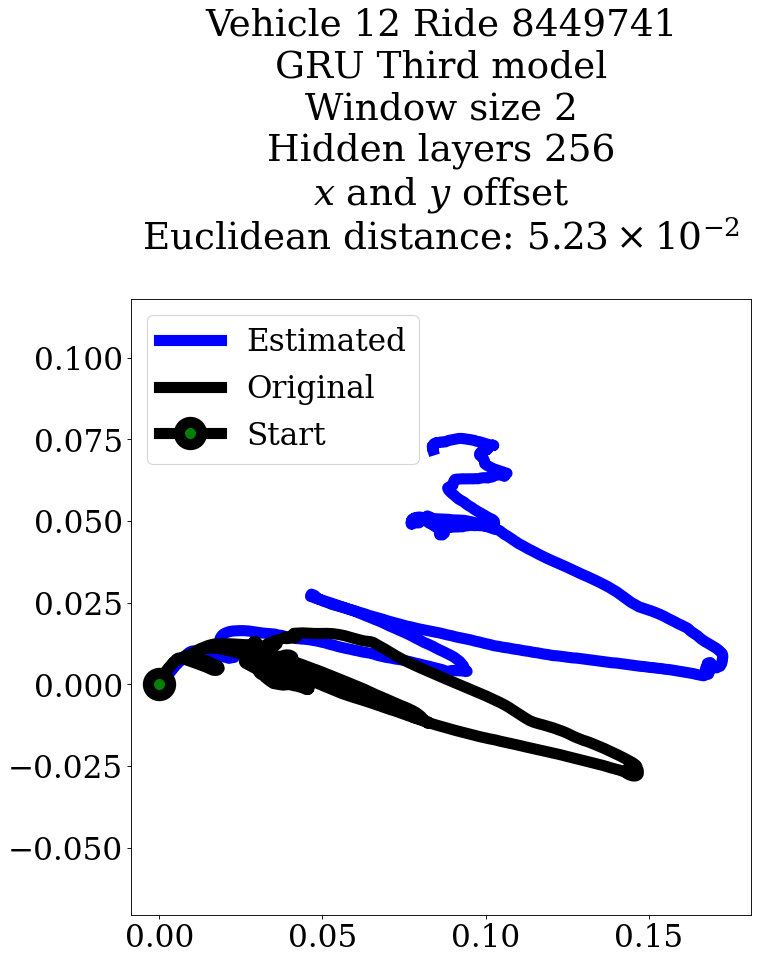 Vehicle 12 Ride 8449741
GRU Third model
Window size 2
Hidden layers 256
x and y offset
Euclidean distance: 5.23 × 10⁻²
Estimated
Original
Start
0.100
0.075
0.050
0.025
0.000
−0.025
−0.050
0.00 0.05 0.10 0.15